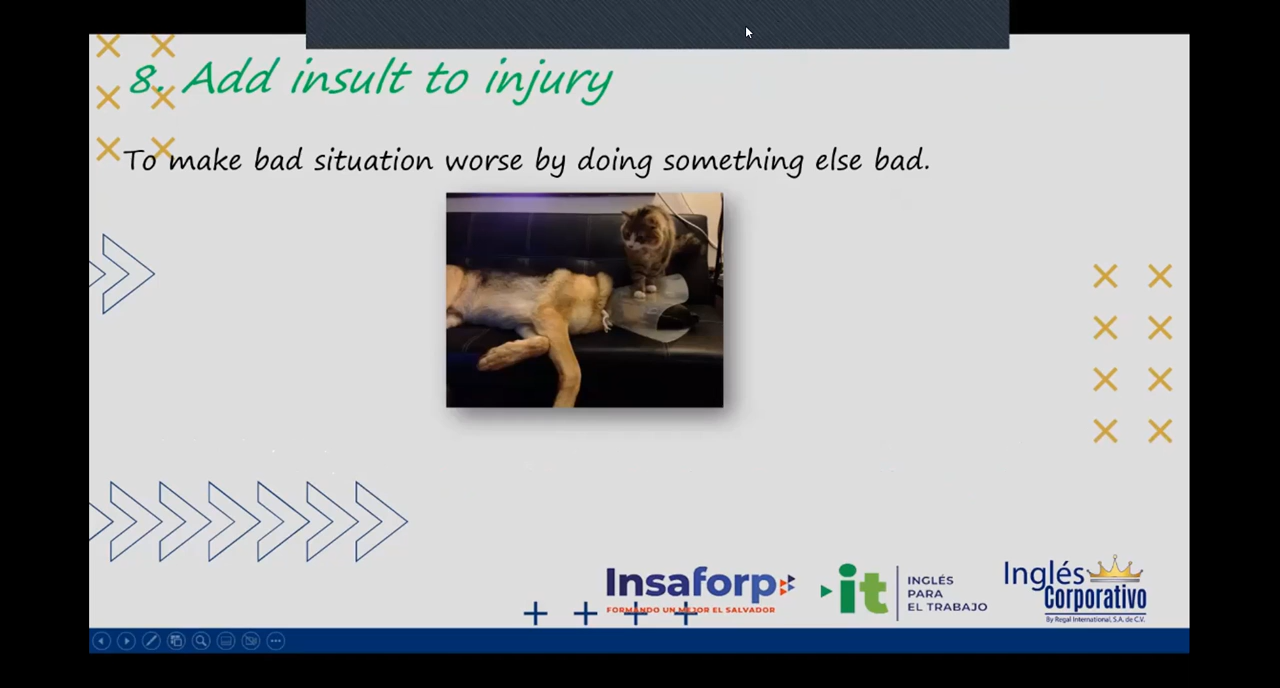 8. Add insult to injury
To make bad situation worse by doing something else bad.
Insaforp
FORMANDO UN MEJOR EL SALVADOR
it
INGLÉS
PARA
EL TRABAJO
Inglés
Corporativo
By Regal International, S.A. de C.V.